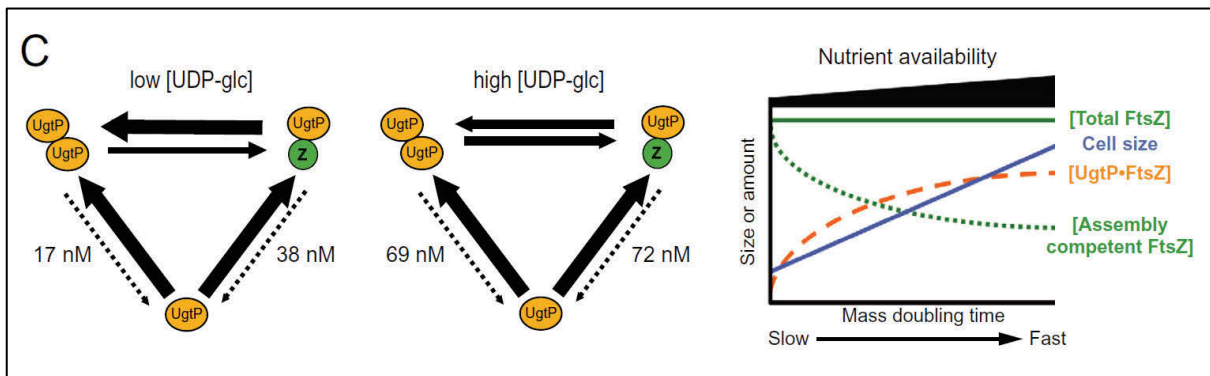 C
low [UDP-glc]
UgtP
UgtP
UgtP
Z
17 nM
38 nM
UgtP
high [UDP-glc]
UgtP
UgtP
UgtP
Z
69 nM
72 nM
UgtP
Nutrient availability
Size or amount
[Total FtsZ]
Cell size
[UgtP•FtsZ]
[Assembly
competent FtsZ]
Mass doubling time
Slow
Fast